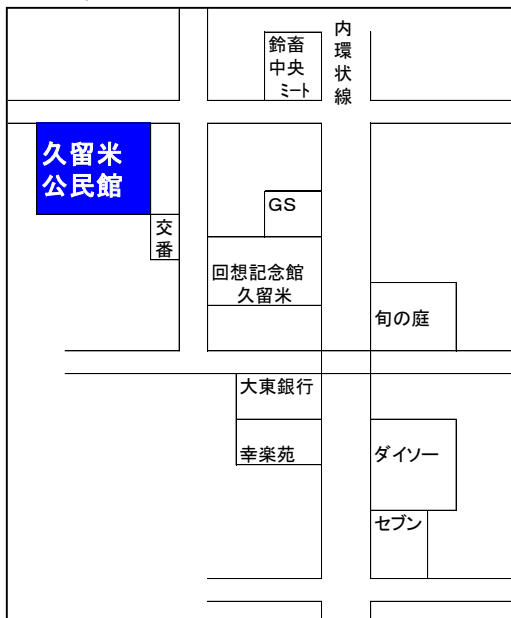 鈴畜
中央
ミート
内環状線
久留米
公民館
交番
GS
回想記念館
久留米
旬の庭
大東銀行
幸楽苑
ダイソー
セブン